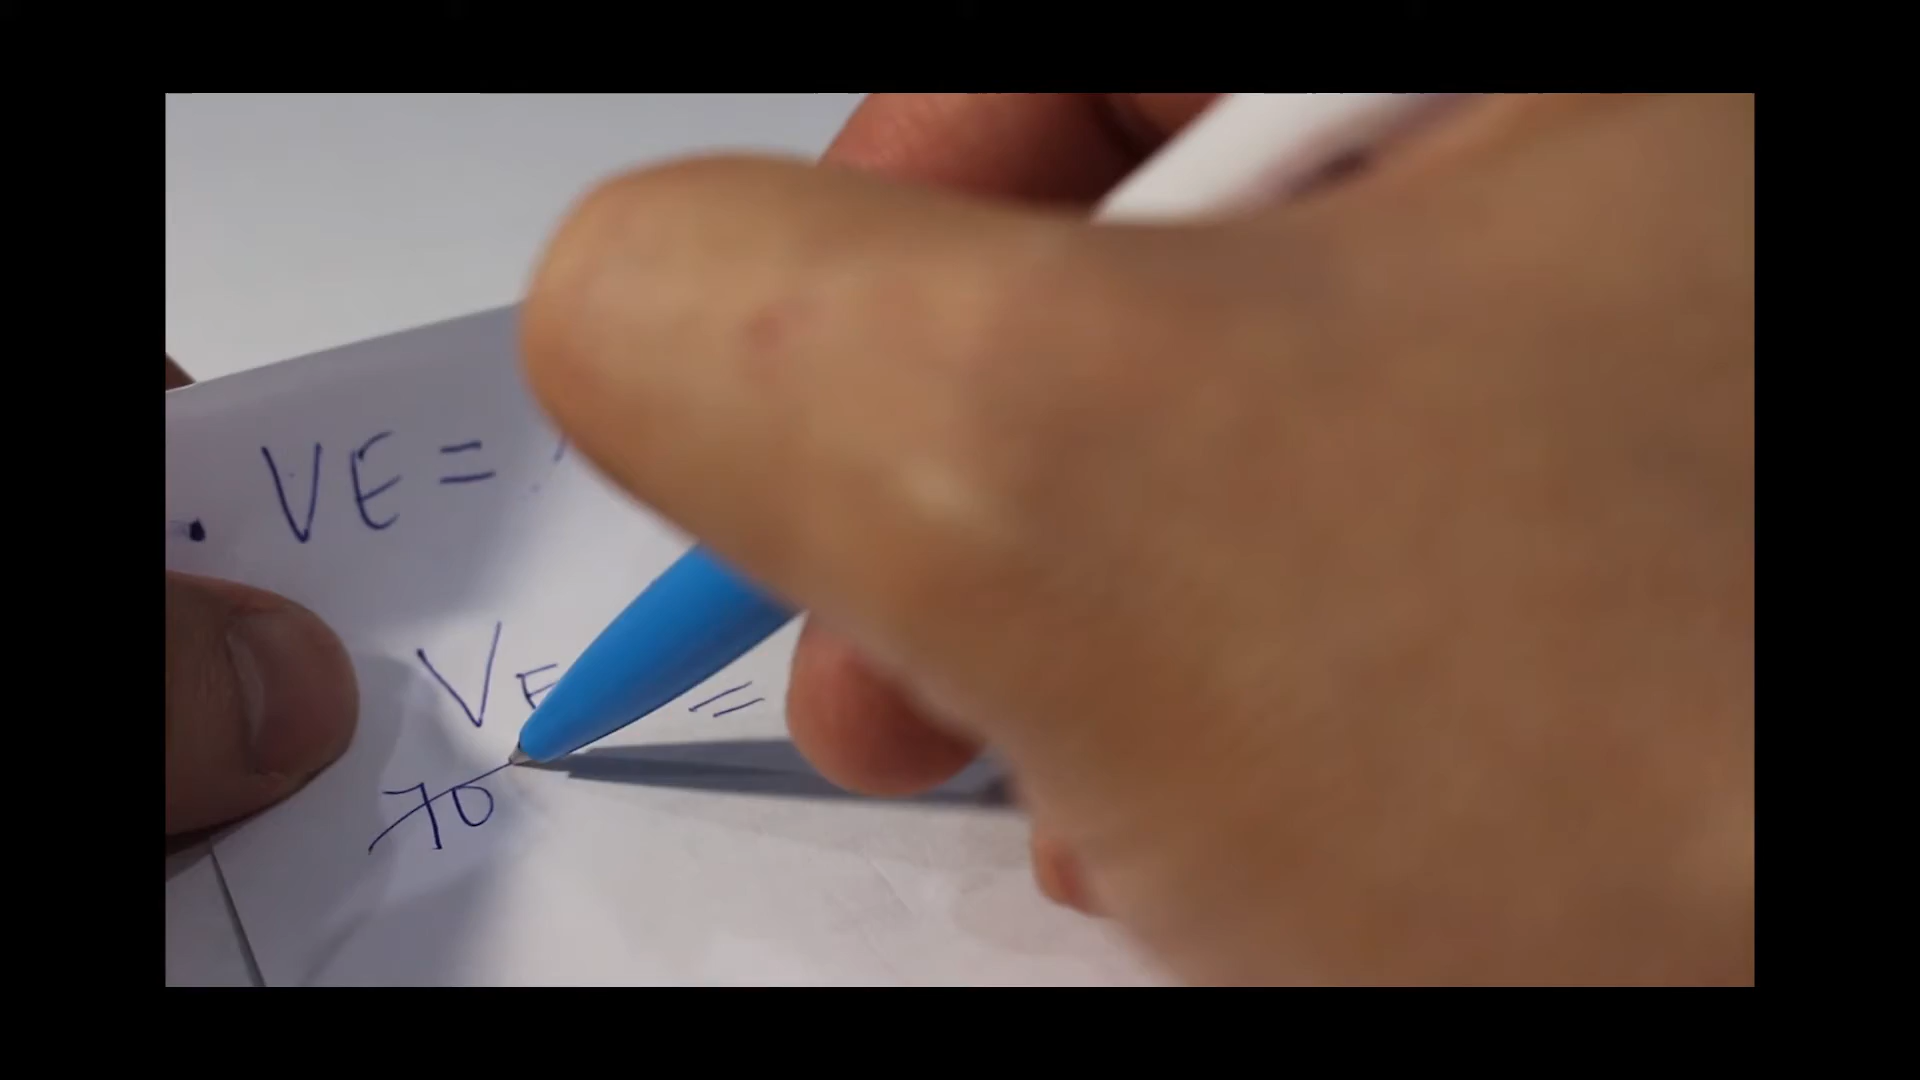 . VE =
VE =
70